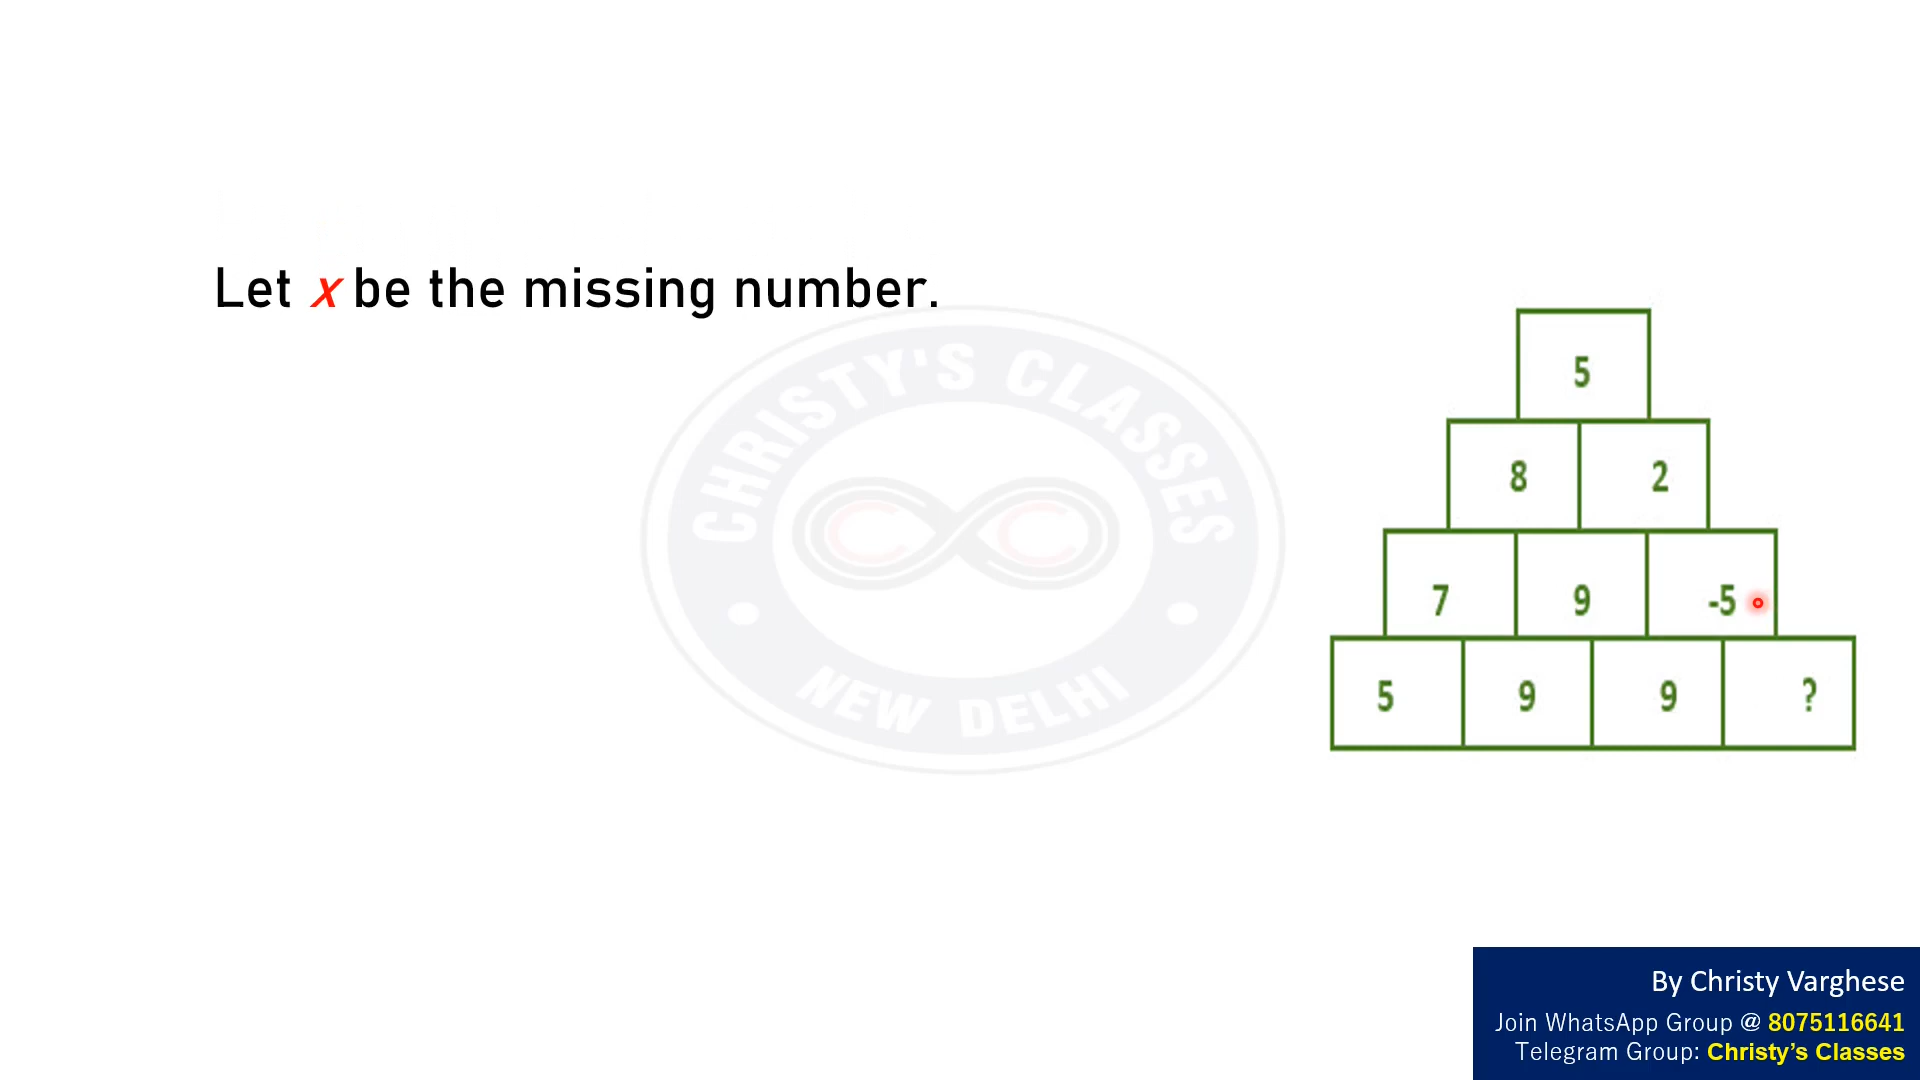 Let x be the missing number.
CHRISTY'S CLASSES
NEW DELHI
5
8 2
7 9 -5
5 9 9 ?
By Christy Varghese
Join WhatsApp Group @ 8075116641
Telegram Group: Christy's Classes